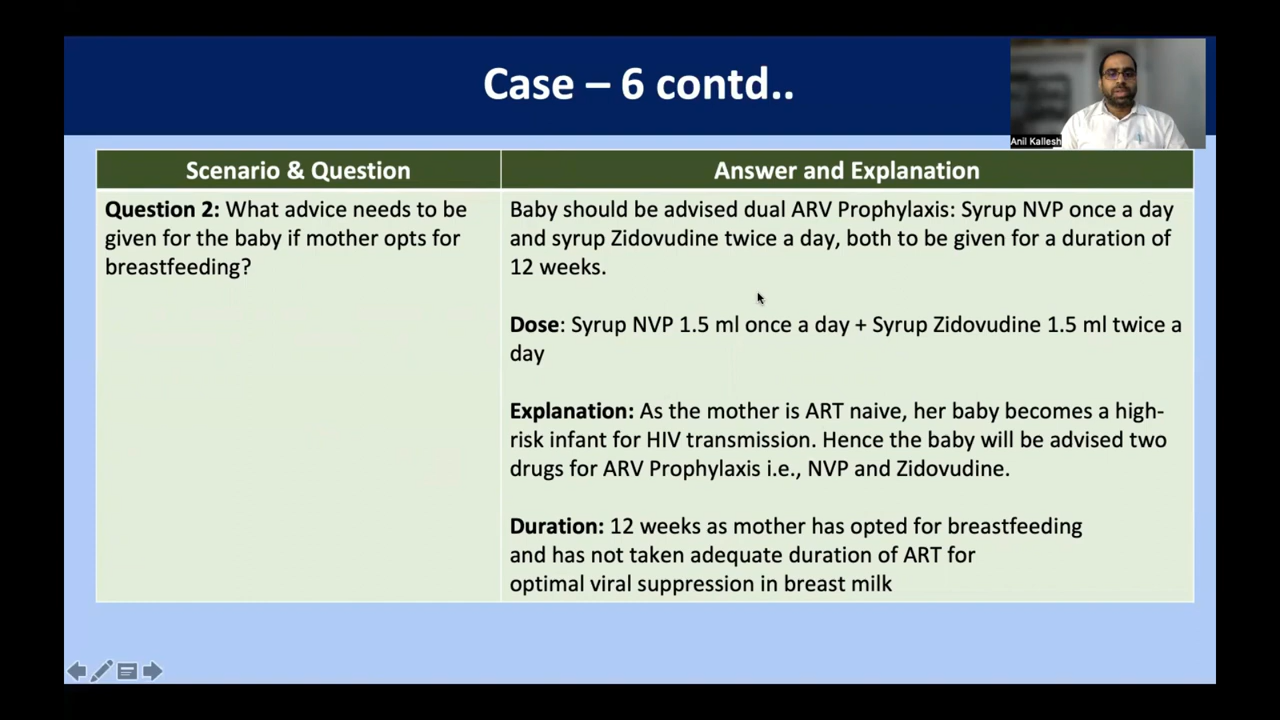 Case – 6 contd..
Anil Kallesh
Scenario & Question
Answer and Explanation
Question 2: What advice needs to be
given for the baby if mother opts for
breastfeeding?
Baby should be advised dual ARV Prophylaxis: Syrup NVP once a day
and syrup Zidovudine twice a day, both to be given for a duration of
12 weeks.
Dose: Syrup NVP 1.5 ml once a day + Syrup Zidovudine 1.5 ml twice a
day
Explanation: As the mother is ART naive, her baby becomes a high-
risk infant for HIV transmission. Hence the baby will be advised two
drugs for ARV Prophylaxis i.e., NVP and Zidovudine.
Duration: 12 weeks as mother has opted for breastfeeding
and has not taken adequate duration of ART for
optimal viral suppression in breast milk